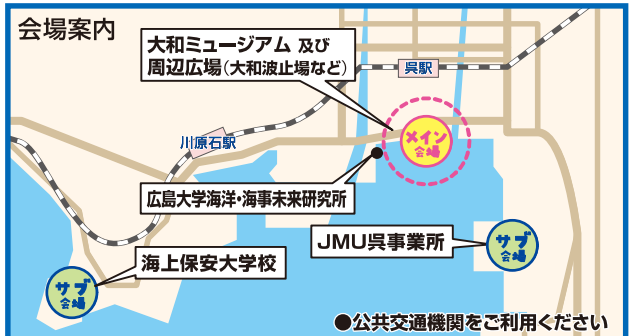 会場案内
大和ミュージアム 及び
周辺広場(大和波止場など)
呉駅
川原石駅
メイン
会場
広島大学海洋・海事未来研究所
JMU呉事業所
サブ
会場
海上保安大学校
サブ
会場
●公共交通機関をご利用ください